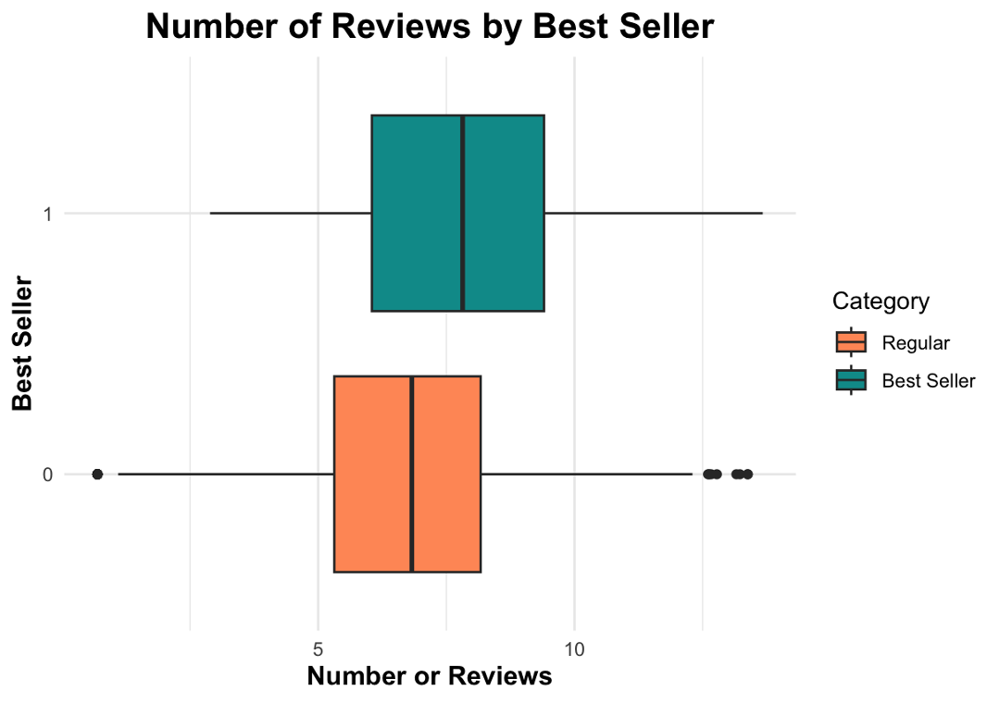 Number of Reviews by Best Seller
Best Seller
1
0
5
10
Number or Reviews
Category
Regular
Best Seller